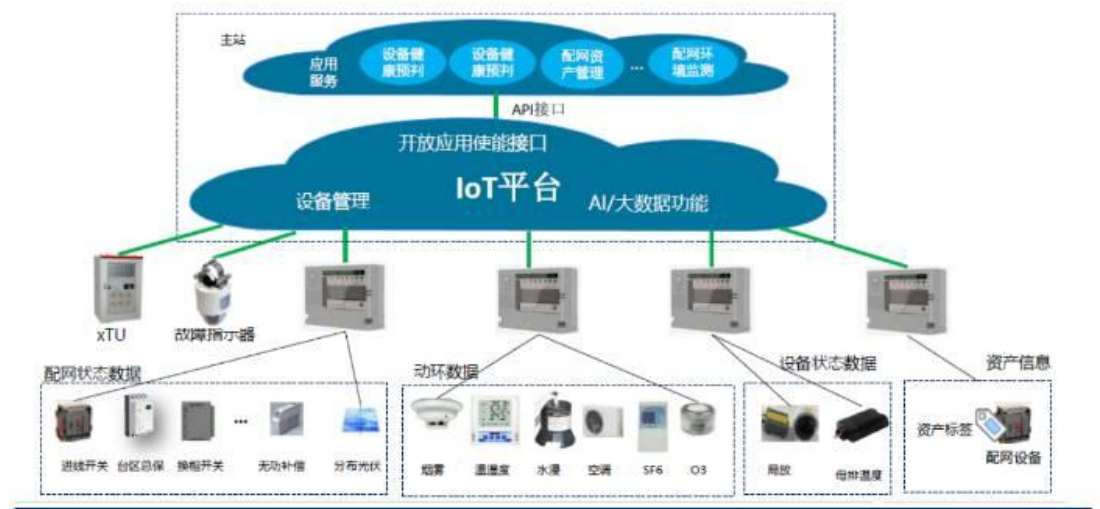 主站
应用
服务
设备健
康预判
设备健
康预判
配网资
产管理
...
配网环
境监测
API接口
开放应用使能接口
IoT平台
设备管理
AI/大数据功能
xTU
故障指示器
配网状态数据
动环数据
设备状态数据
资产信息
进线开关
台区总保
换相开关
...
无功补偿
分布光伏
烟雾
温湿度
水浸
空调
SF6
O3
局放
母排温度
资产标签
配网设备